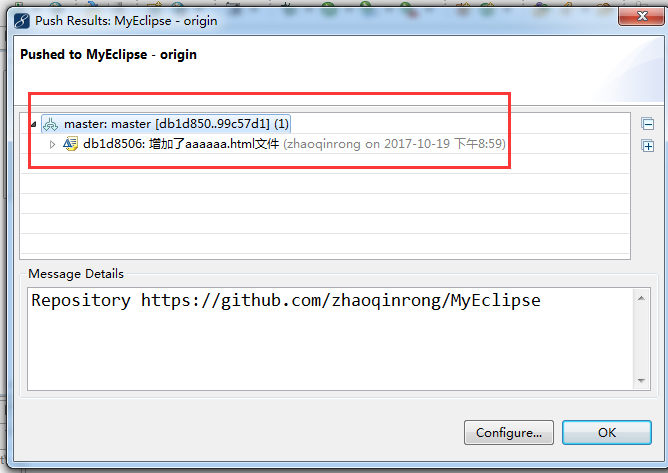 Push Results: MyEclipse - origin
Pushed to MyEclipse - origin
master: master [db1d850..99c57d1] (1)
db1d8506: 增加了aaaaaa.html文件 (zhaoqinrong on 2017-10-19 下午8:59)
Message Details
Repository https://github.com/zhaoqinrong/MyEclipse
Configure... OK